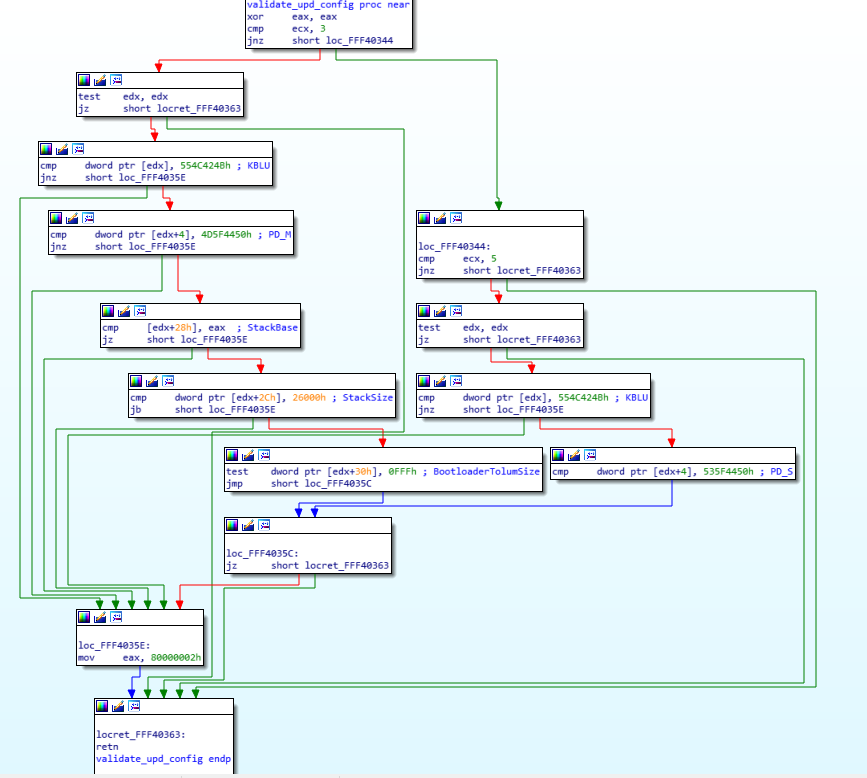 validate_upd_config proc near
xor     eax, eax
cmp     ecx, 3
jnz     short loc_FFF40344
test    edx, edx
jz      short locret_FFF40363
cmp     dword ptr [edx], 554C424Bh ; KBLU
jnz     short loc_FFF4035E
cmp     dword ptr [edx+4], 4D5F4450h ; PD_M
jnz     short loc_FFF4035E
cmp     [edx+28h], eax  ; StackBase
jz      short loc_FFF4035E
cmp     dword ptr [edx+2Ch], 26000h ; StackSize
jb      short loc_FFF4035E
test    dword ptr [edx+30h], 0FFFh ; BootloaderTolumSize
jmp     short loc_FFF4035C
loc_FFF40344:
cmp     ecx, 5
jnz     short locret_FFF40363
test    edx, edx
jz      short locret_FFF40363
cmp     dword ptr [edx], 554C424Bh ; KBLU
jnz     short loc_FFF4035E
cmp     dword ptr [edx+4], 535F4450h ; PD_S
loc_FFF4035C:
jz      short locret_FFF40363
loc_FFF4035E:
mov     eax, 80000002h
locret_FFF40363:
retn
validate_upd_config endp